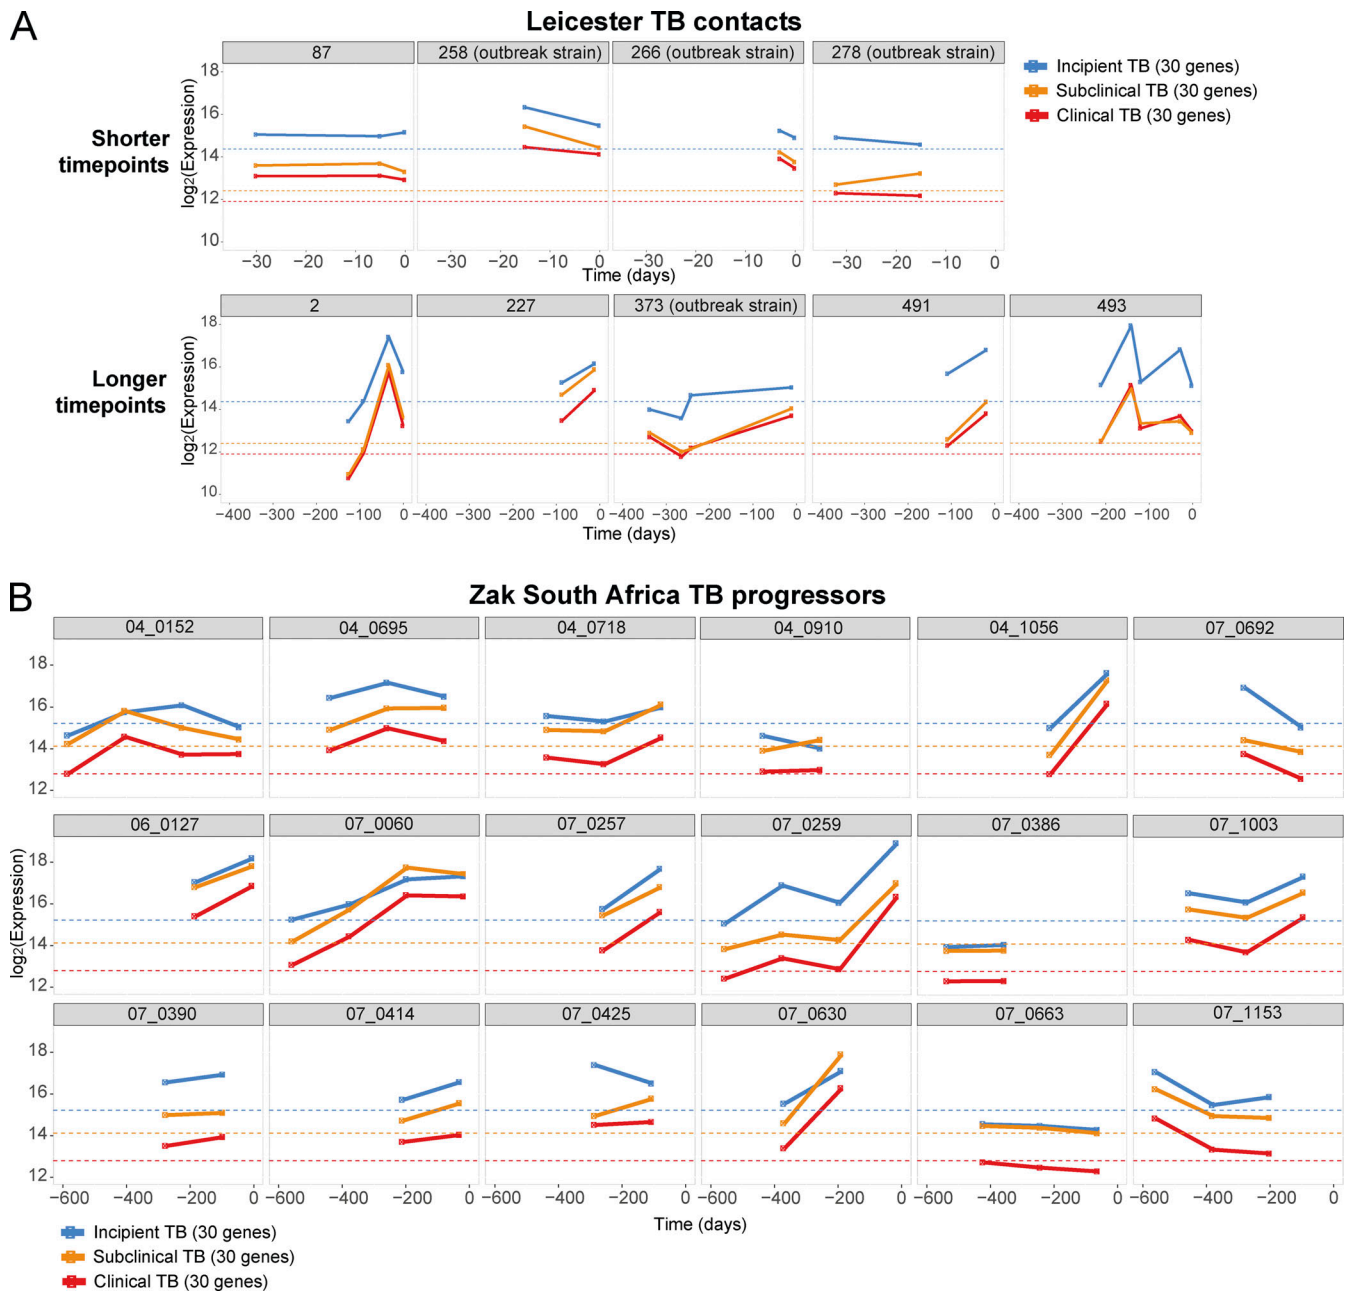 A
Leicester TB contacts
87
258 (outbreak strain)
266 (outbreak strain)
278 (outbreak strain)
Incipient TB (30 genes)
Subclinical TB (30 genes)
Clinical TB (30 genes)
Shorter
timepoints
log2(Expression)
18
16
14
12
10
−30 −20 −10 0
−30 −20 −10 0
−30 −20 −10 0
−30 −20 −10 0
Time (days)
2
227
373 (outbreak strain)
491
493
Longer
timepoints
log2(Expression)
18
16
14
12
10
−400 −300 −200 −100 0
−400 −300 −200 −100 0
−400 −300 −200 −100 0
−400 −300 −200 −100 0
−400 −300 −200 −100 0
Time (days)
B
Zak South Africa TB progressors
04_0152
04_0695
04_0718
04_0910
04_1056
07_0692
18
16
14
12
06_0127
07_0060
07_0257
07_0259
07_0386
07_1003
log2(Expression)
18
16
14
12
07_0390
07_0414
07_0425
07_0630
07_0663
07_1153
18
16
14
12
−600 −400 −200 0
−600 −400 −200 0
−600 −400 −200 0
−600 −400 −200 0
−600 −400 −200 0
−600 −400 −200 0
Time (days)
Incipient TB (30 genes)
Subclinical TB (30 genes)
Clinical TB (30 genes)